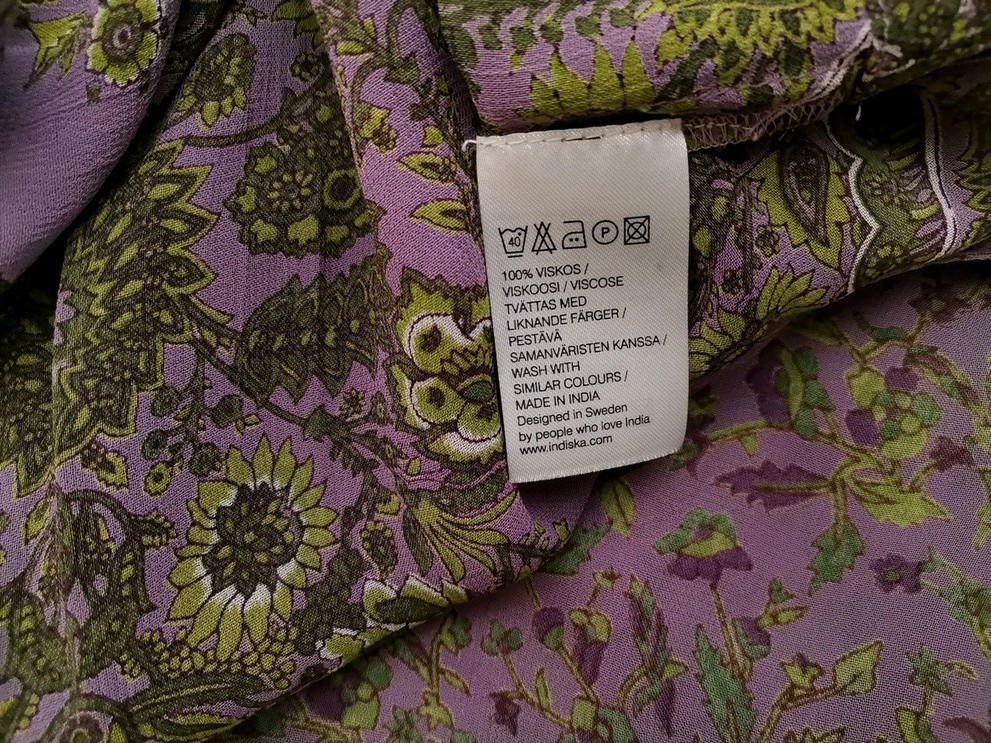 40 P
100% VISKOS /
VISKOOSI / VISCOSE
TVÄTTAS MED
LIKNANDE FÄRGER /
PESTÄVÄ
SAMANVÄRISTEN KANSSA /
WASH WITH
SIMILAR COLOURS /
MADE IN INDIA
Designed in Sweden
by people who love India
www.indiska.com